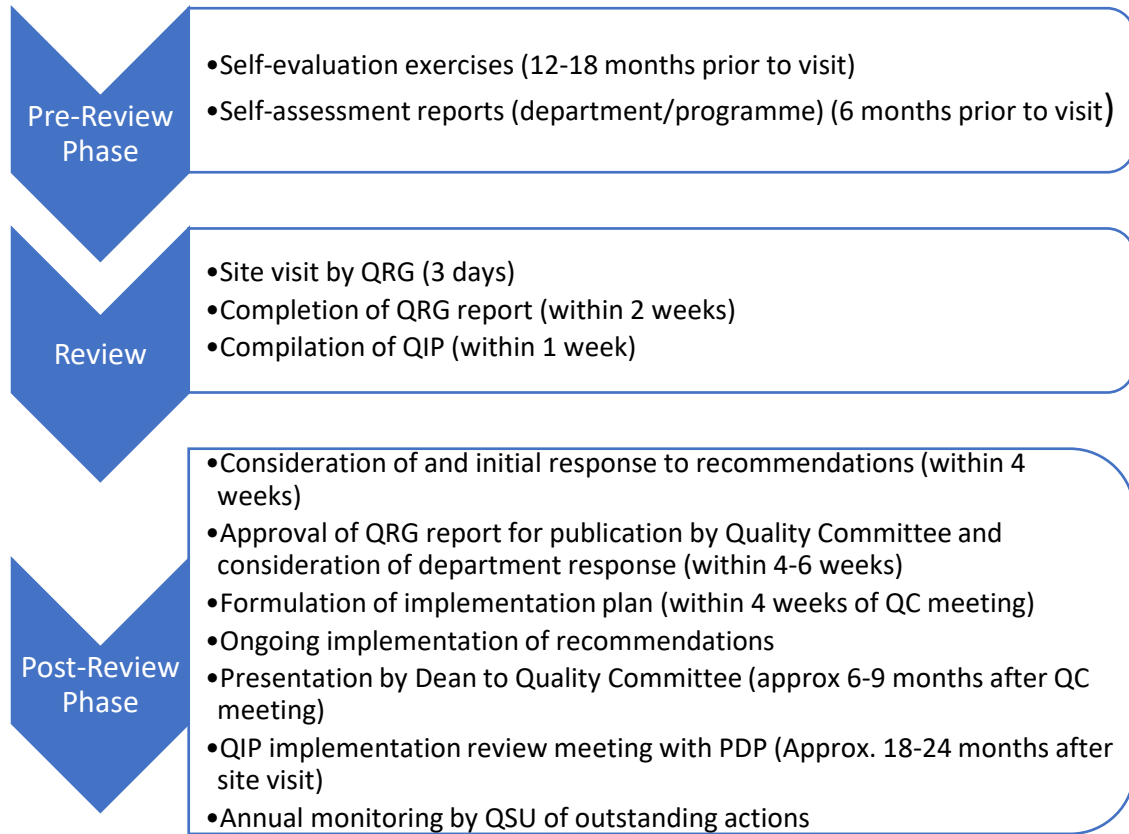 Pre-Review
Phase
•Self-evaluation exercises (12-18 months prior to visit)
•Self-assessment reports (department/programme) (6 months prior to visit)
Review
•Site visit by QRG (3 days)
•Completion of QRG report (within 2 weeks)
•Compilation of QIP (within 1 week)
Post-Review
Phase
•Consideration of and initial response to recommendations (within 4
weeks)
•Approval of QRG report for publication by Quality Committee and
consideration of department response (within 4-6 weeks)
•Formulation of implementation plan (within 4 weeks of QC meeting)
•Ongoing implementation of recommendations
•Presentation by Dean to Quality Committee (approx 6-9 months after QC
meeting)
•QIP implementation review meeting with PDP (Approx. 18-24 months after
site visit)
•Annual monitoring by QSU of outstanding actions